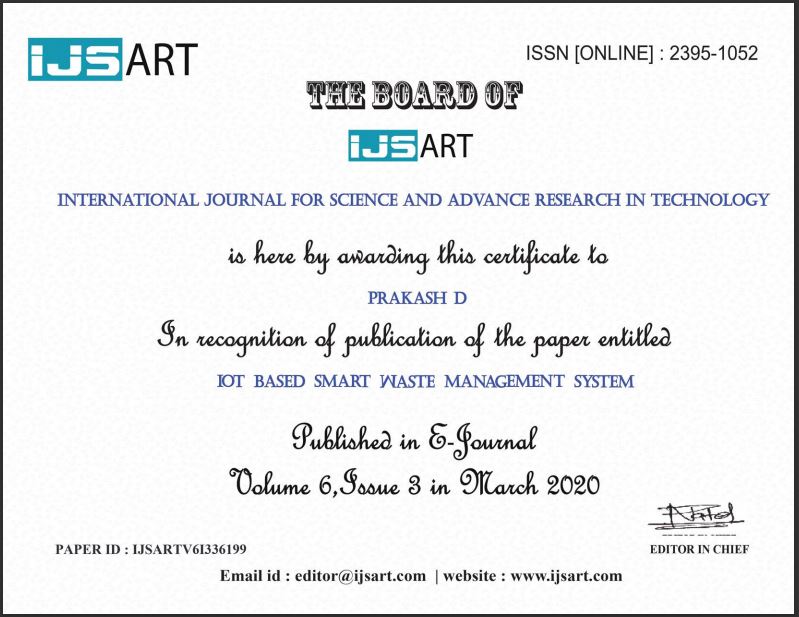 IJSART
ISSN [ONLINE] : 2395-1052
THE BOARD OF
IJSART
INTERNATIONAL JOURNAL FOR SCIENCE AND ADVANCE RESEARCH IN TECHNOLOGY
is here by awarding this certificate to
PRAKASH D
In recognition of publication of the paper entitled
IOT BASED SMART WASTE MANAGEMENT SYSTEM
Published in E-Journal
Volume 6,Issue 3 in March 2020
PAPER ID : IJSARTV6I336199
EDITOR IN CHIEF
Email id : editor@ijsart.com | website : www.ijsart.com